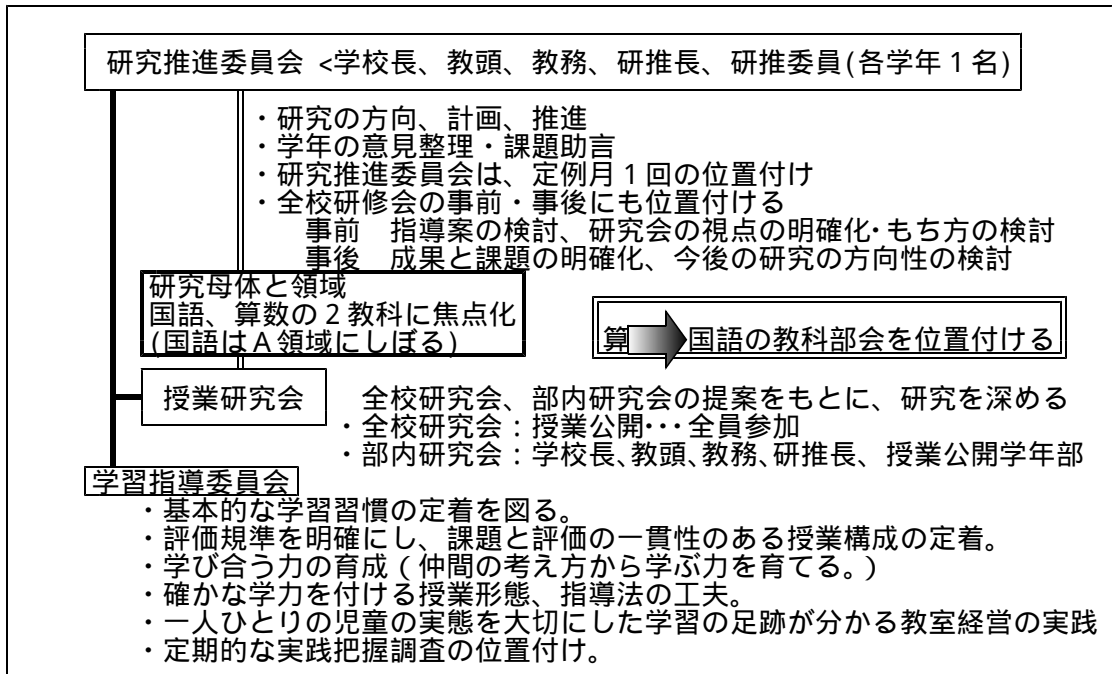 研究推進委員会 <学校長、教頭、教務、研推長、研推委員(各学年1名)
・研究の方向、計画、推進
・学年の意見整理・課題助言
・研究推進委員会は、定例月1回の位置付け
・全校研修会の事前・事後にも位置付ける
事前 指導案の検討、研究会の視点の明確化・もち方の検討
事後 成果と課題の明確化、今後の研究の方向性の検討
研究母体と領域
国語、算数の2教科に焦点化
(国語はA領域にしぼる)
算 国語の教科部会を位置付ける
授業研究会
全校研究会、部内研究会の提案をもとに、研究を深める
・全校研究会:授業公開・・・全員参加
・部内研究会:学校長、教頭、教務、研推長、授業公開学年部
学習指導委員会
・基本的な学習習慣の定着を図る。
・評価規準を明確にし、課題と評価の一貫性のある授業構成の定着。
・学び合う力の育成(仲間の考え方から学ぶ力を育てる。)
・確かな学力を付ける授業形態、指導法の工夫。
・一人ひとりの児童の実態を大切にした学習の足跡が分かる教室経営の実践
・定期的な実践把握調査の位置付け。